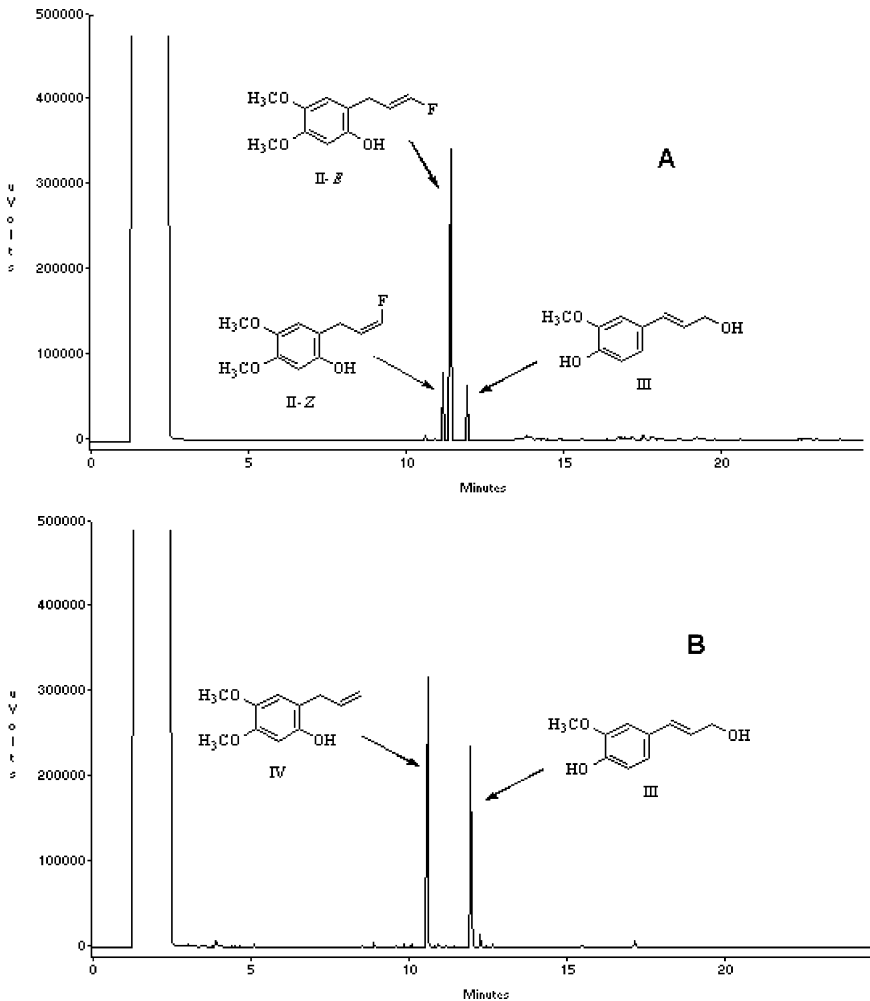 500000
400000
300000
200000
100000
0
u
V
o
l
t
s
H₃CO
H₃CO
F
OH
II-E
A
F
H₃CO
H₃CO
OH
II-Z
H₃CO
HO
OH
III
0
5
10
15
20
Minutes
500000
400000
300000
200000
100000
0
u
V
o
l
t
s
B
H₃CO
H₃CO
OH
IV
H₃CO
HO
OH
III
0
5
10
15
20
Minutes